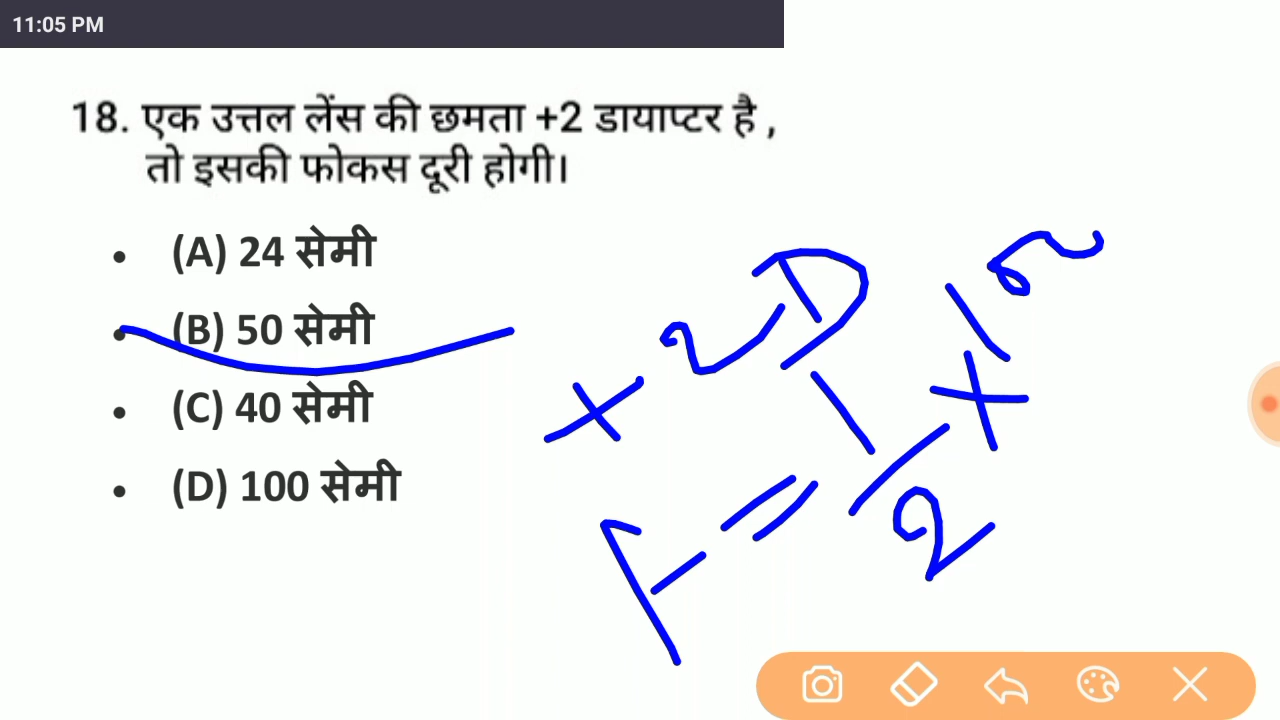 11:05 PM
18. एक उत्तल लेंस की छमता +2 डायाप्टर है ,
तो इसकी फोकस दूरी होगी।
• (A) 24 सेमी
• (B) 50 सेमी
• (C) 40 सेमी
• (D) 100 सेमी
+2D
F = 1/2 × 1